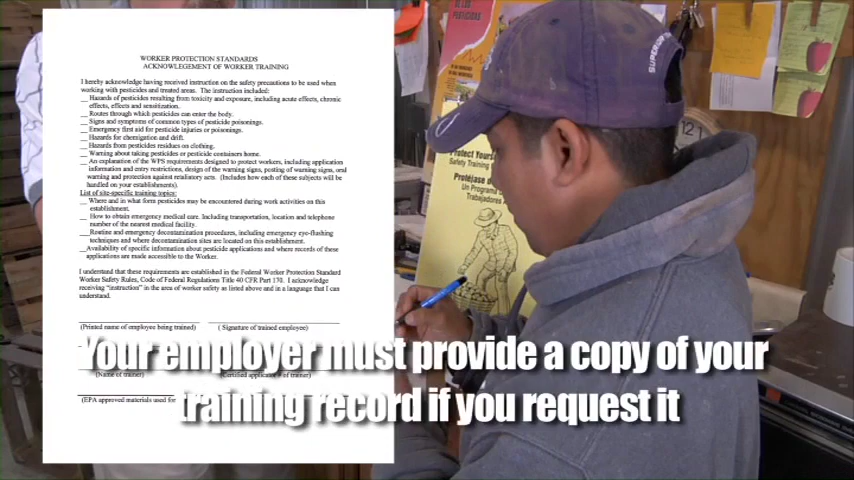 WORKER PROTECTION STANDARDS
ACKNOWLEGEMENT OF WORKER TRAINING
I hereby acknowledge having received instruction on the safety precautions to be used when
working with pesticides and treated areas. The instruction included:
__ Hazards of pesticides resulting from toxicity and exposure, including acute effects, chronic
effects, effects and sensitization.
__ Routes through which pesticides can enter the body.
__ Signs and symptoms of common types of pesticide poisonings.
__ Emergency first aid for pesticide injuries or poisonings.
__ Hazards for chemigation and drift.
__ Hazards from pesticides residues on clothing.
__ Warning about taking pesticides or pesticide containers home.
__ An explanation of the WPS requirements designed to protect workers, including application
information and entry restrictions, design of the warning signs, posting of warning signs, oral
warning and protection against retaliatory acts. (Includes how each of these subjects will be
handled on your establishments).
List of site-specific training topics:
__ Where and in what form pesticides may be encountered during work activities on this
establishment.
__ How to obtain emergency medical care. Including transportation, location and telephone
number of the nearest medical facility.
__Routine and emergency decontamination procedures, including emergency eye-flushing
techniques and where decontamination sites are located on this establishment.
__Availability of specific information about pesticide applications and where records of these
applications are made accessible to the Worker.
I understand that these requirements are established in the Federal Worker Protection Standard
Worker Safety Rules, Code of Federal Regulations Title 40 CFR Part 170. I acknowledge
receiving "instruction" in the area of worker safety as listed above and in a language that I can
understand.
(Printed name of employee being trained) ( Signature of trained employee)
(Name of trainer) (Certified applicator # of trainer)
(EPA approved materials used for
Your employer must provide a copy of your
training record if you request it
Protect Yours
Safety Training
Protéjase
Un Programa
Trabajadores
SUPERIOR
12